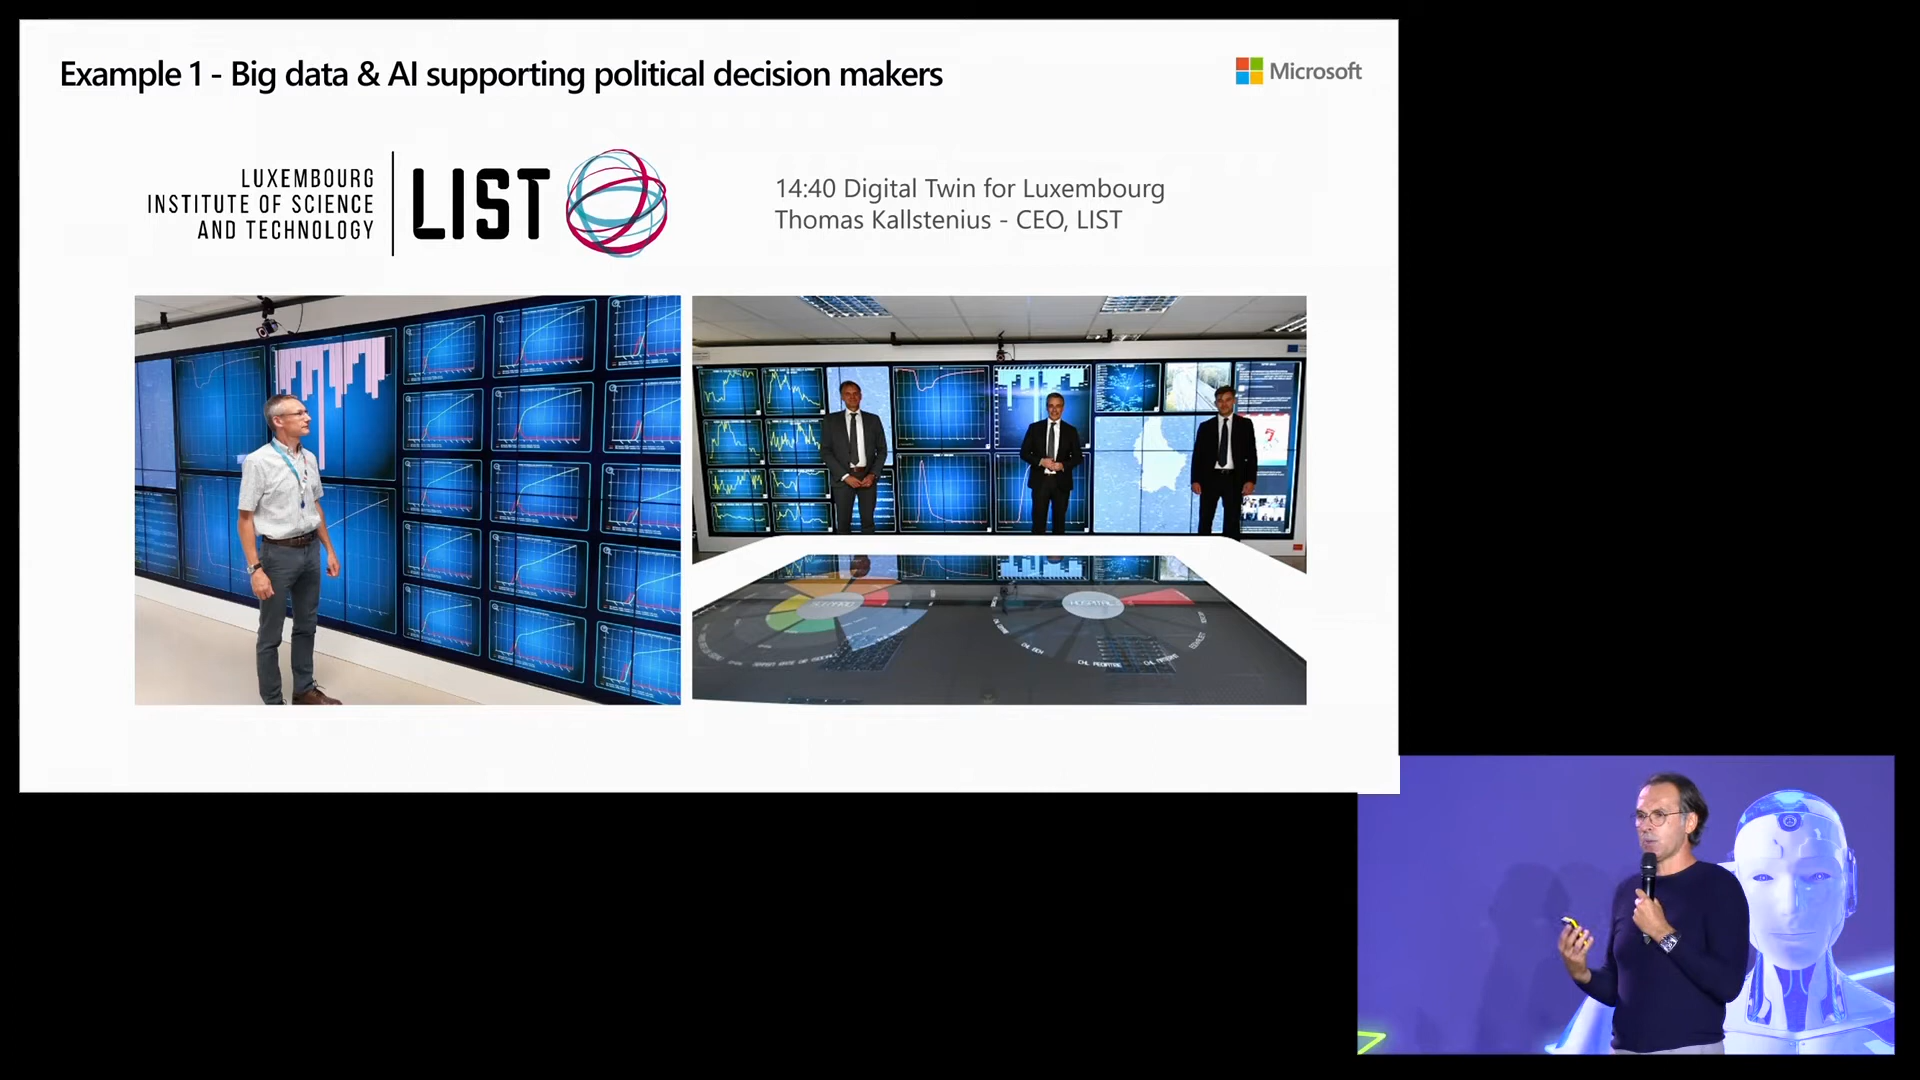 Example 1 - Big data & AI supporting political decision makers
Microsoft
LUXEMBOURG
INSTITUTE OF SCIENCE
AND TECHNOLOGY
LIST
14:40 Digital Twin for Luxembourg
Thomas Kallstenius - CEO, LIST
HOSPITAL